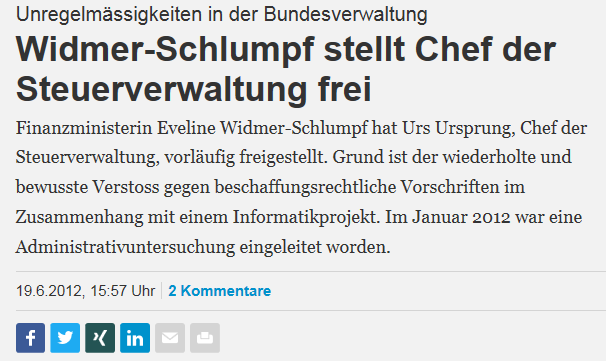 Unregelmässigkeiten in der Bundesverwaltung
Widmer-Schlumpf stellt Chef der
Steuerverwaltung frei
Finanzministerin Eveline Widmer-Schlumpf hat Urs Ursprung, Chef der
Steuerverwaltung, vorläufig freigestellt. Grund ist der wiederholte und
bewusste Verstoss gegen beschaffungsrechtliche Vorschriften im
Zusammenhang mit einem Informatikprojekt. Im Januar 2012 war eine
Administrativuntersuchung eingeleitet worden.
19.6.2012, 15:57 Uhr | 2 Kommentare